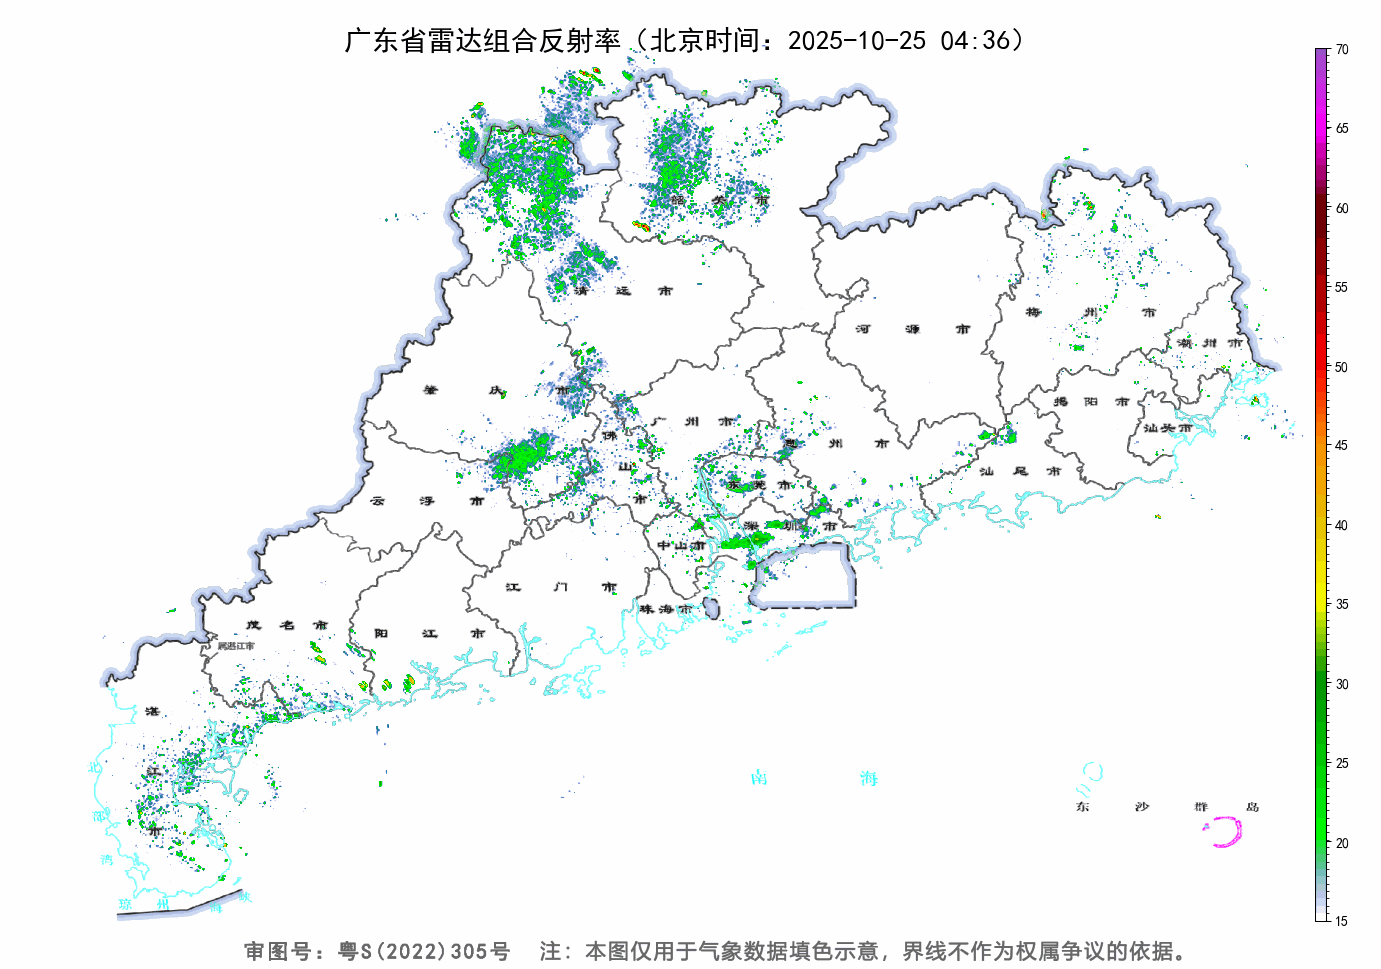 广东省雷达组合反射率（北京时间：2025-10-25 04:36）
70
65
60
55
50
45
40
35
30
25
20
15
韶关市
清远市
梅州市
河源市
潮州市
肇庆市
揭阳市
广州市
汕头市
佛山市
惠州市
汕尾市
东莞市
云浮市
深圳市
中山市
江门市
珠海市
茂名市
阳江市
属湛江市
湛江市
北部湾
南海
东沙群岛
琼州海峡
审图号：粤S(2022)305号 注：本图仅用于气象数据填色示意，界线不作为权属争议的依据。